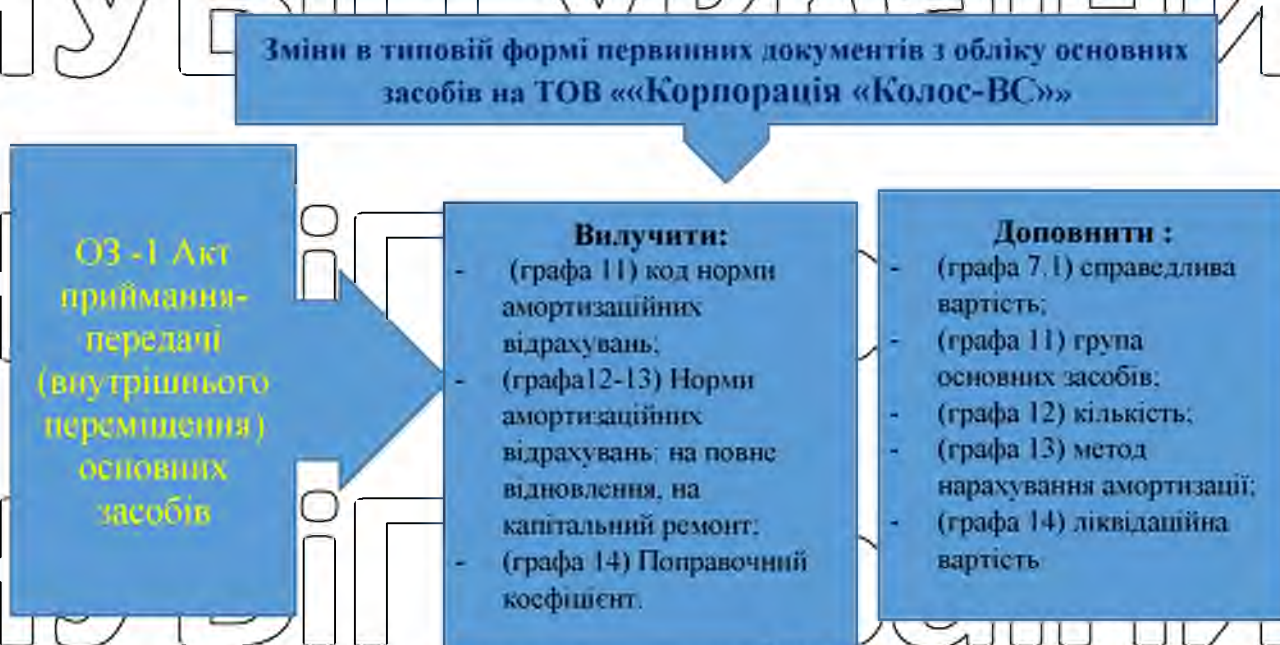 Зміни в типовій формі первинних документів з обліку основних
засобів на ТОВ ««Корпорація «Колос-ВС»»
ОЗ -1 Акт
приймання-
передачі
(внутрішнього
переміщення)
основних
засобів
Вилучити:
- (графа 11) код норми
амортизаційних
відрахувань;
- (графа12-13) Норми
амортизаційних
відрахувань: на повне
відновлення, на
капітальний ремонт;
- (графа 14) Поправочний
коефіцієнт.
Доповнити :
- (графа 7.1) справедлива
вартість;
- (графа 11) група
основних засобів;
- (графа 12) кількість;
- (графа 13) метод
нарахування амортизації;
- (графа 14) ліквідаційна
вартість